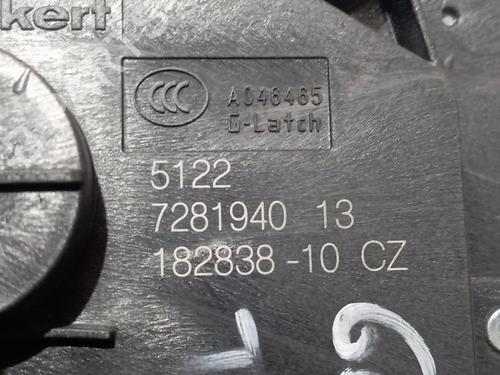 kert
CCC
A046465
G-Latch
5122
7281940 13
182838-10 CZ